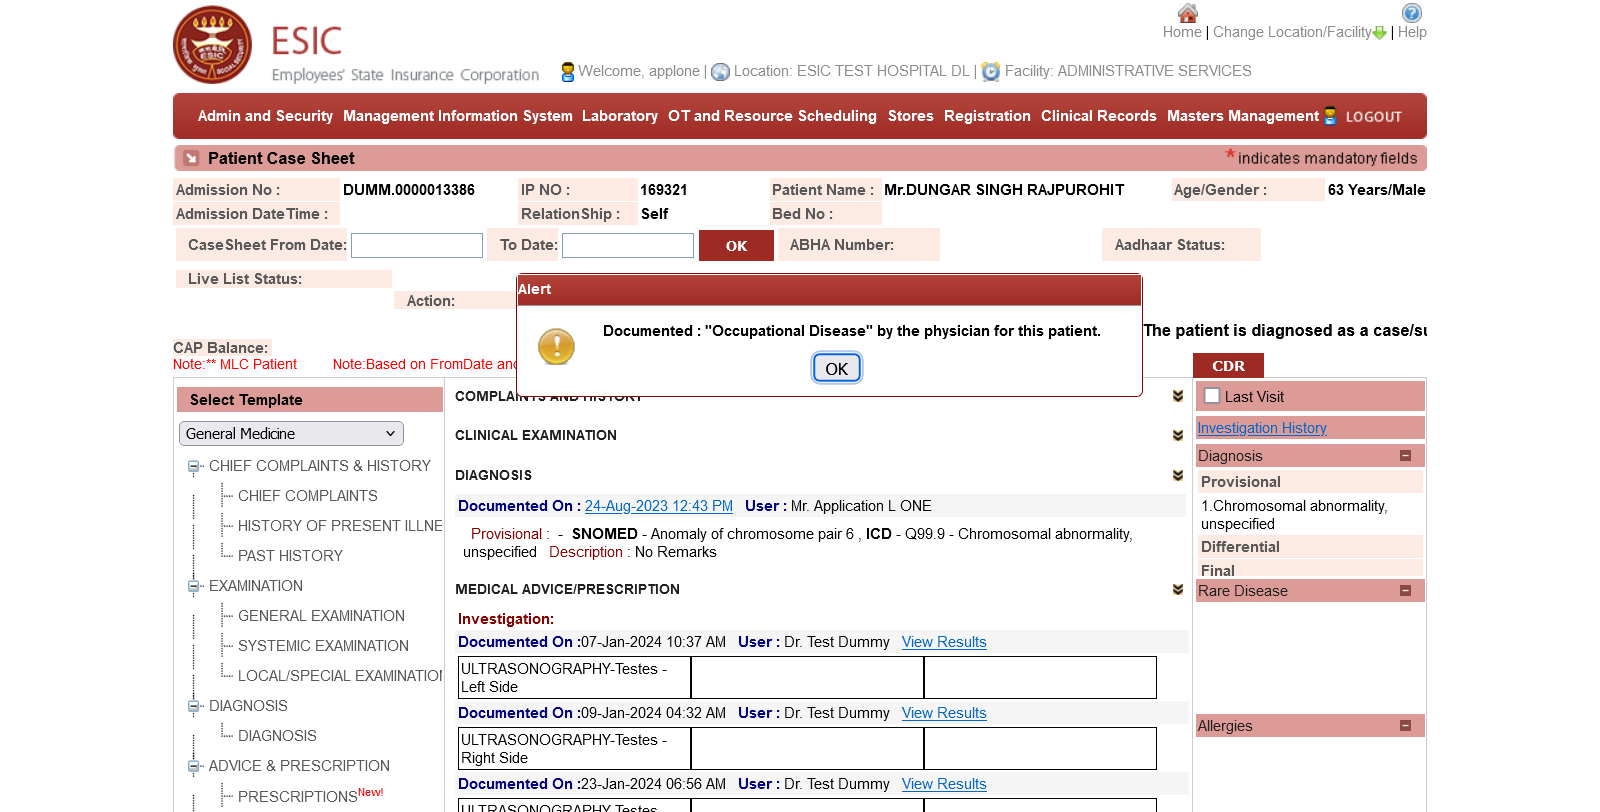 Home | Change Location/Facility | Help
ESIC
Employees' State Insurance Corporation
Welcome, applone | Location: ESIC TEST HOSPITAL DL | Facility: ADMINISTRATIVE SERVICES
Admin and Security Management Information System Laboratory OT and Resource Scheduling Stores Registration Clinical Records Masters Management LOGOUT
Patient Case Sheet
*indicates mandatory fields
Admission No : DUMM.0000013386 IP NO : 169321 Patient Name : Mr.DUNGAR SINGH RAJPUROHIT Age/Gender : 63 Years/Male
Admission DateTime : RelationShip : Self Bed No :
CaseSheet From Date: To Date: OK ABHA Number: Aadhaar Status:
Live List Status:
Action:
Alert
Documented : "Occupational Disease" by the physician for this patient.
OK
The patient is diagnosed as a case/su
CAP Balance:
Note:** MLC Patient Note:Based on FromDate and
CDR
Select Template
General Medicine
CHIEF COMPLAINTS & HISTORY
CHIEF COMPLAINTS
HISTORY OF PRESENT ILLNE
PAST HISTORY
EXAMINATION
GENERAL EXAMINATION
SYSTEMIC EXAMINATION
LOCAL/SPECIAL EXAMINATION
DIAGNOSIS
DIAGNOSIS
ADVICE & PRESCRIPTION
PRESCRIPTIONS New!
COMPLAINTS AND HISTORY
CLINICAL EXAMINATION
DIAGNOSIS
Documented On : 24-Aug-2023 12:43 PM User : Mr. Application L ONE
Provisional : - SNOMED - Anomaly of chromosome pair 6 , ICD - Q99.9 - Chromosomal abnormality,
unspecified Description : No Remarks
MEDICAL ADVICE/PRESCRIPTION
Investigation:
Documented On :07-Jan-2024 10:37 AM User : Dr. Test Dummy View Results
ULTRASONOGRAPHY-Testes -
Left Side
Documented On :09-Jan-2024 04:32 AM User : Dr. Test Dummy View Results
ULTRASONOGRAPHY-Testes -
Right Side
Documented On :23-Jan-2024 06:56 AM User : Dr. Test Dummy View Results
ULTRASONOGRAPHY-Testes -
Last Visit
Investigation History
Diagnosis
Provisional
1.Chromosomal abnormality,
unspecified
Differential
Final
Rare Disease
Allergies